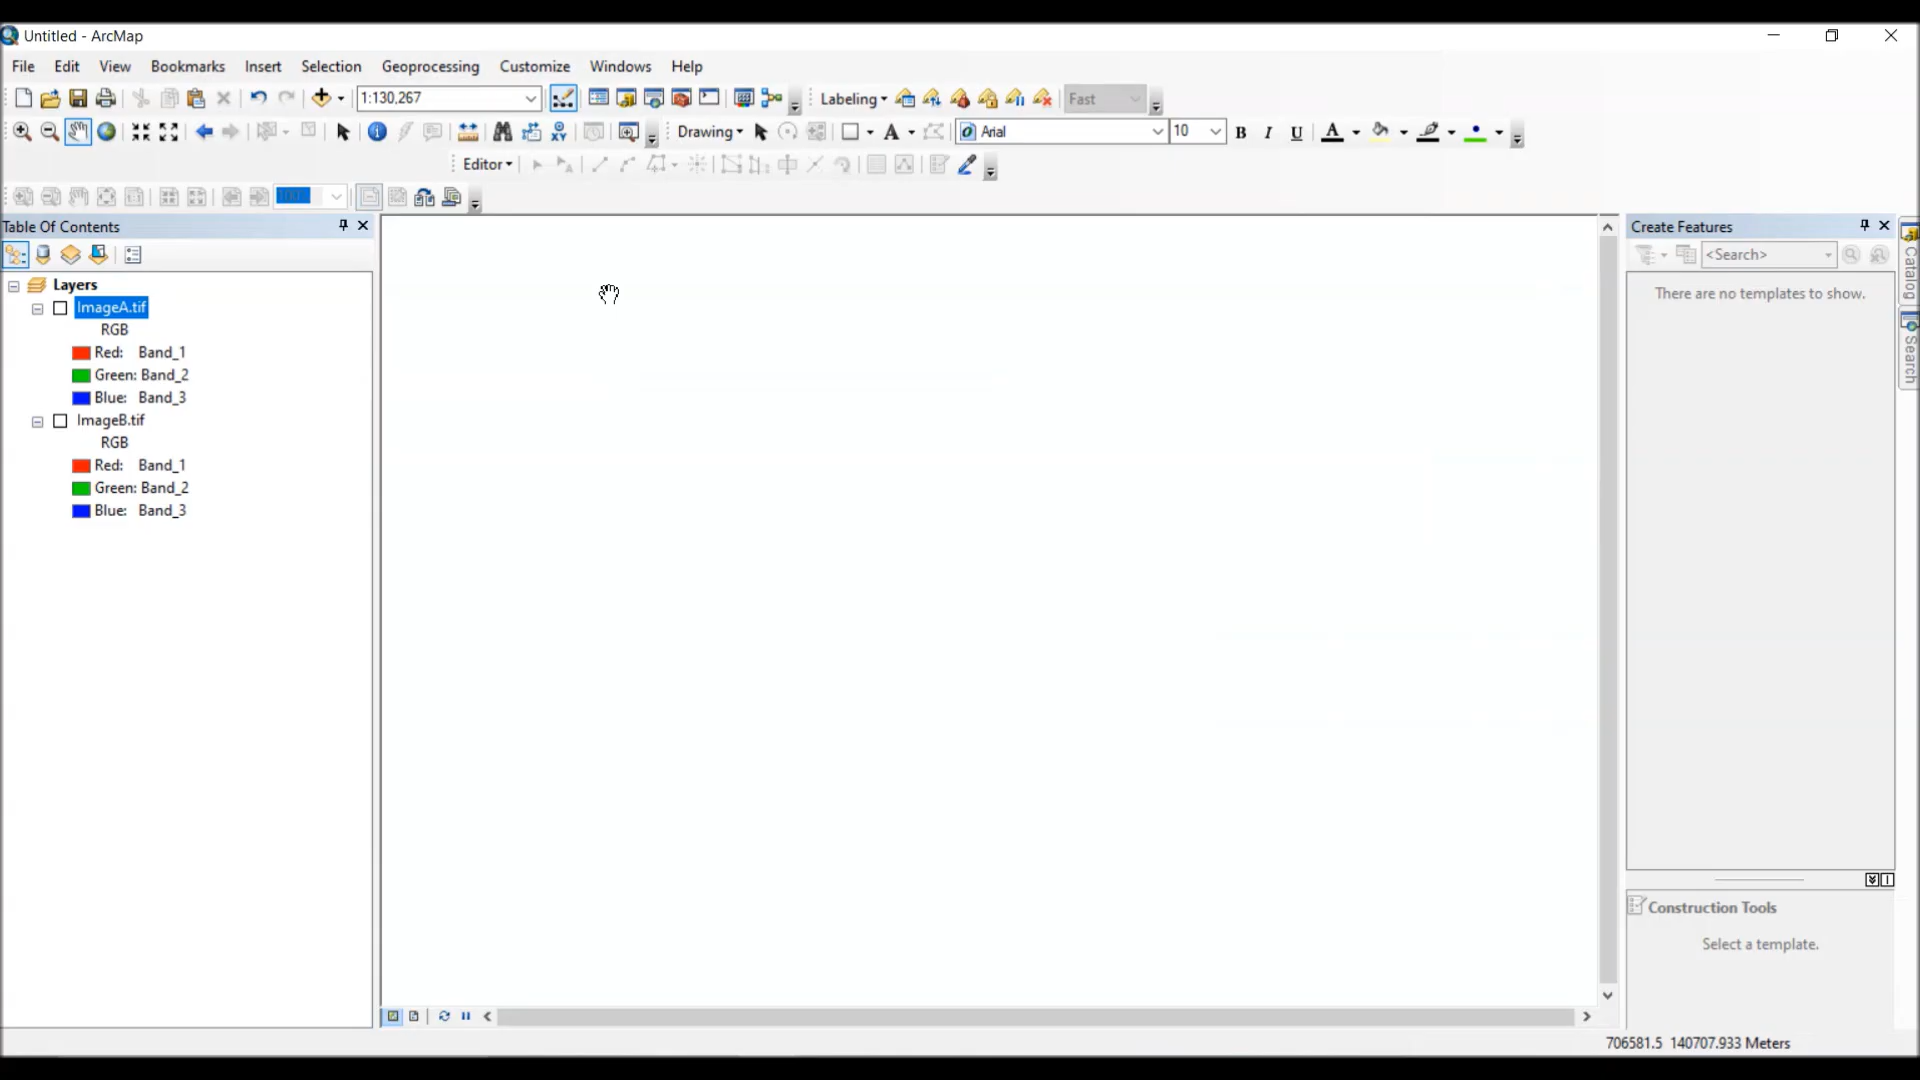 Untitled - ArcMap
File Edit View Bookmarks Insert Selection Geoprocessing Customize Windows Help
1:130,267 Labeling Fast
Drawing A Arial 10 B I U A
Editor
Table Of Contents
Layers
ImageA.tif
RGB
Red: Band_1
Green: Band_2
Blue: Band_3
ImageB.tif
RGB
Red: Band_1
Green: Band_2
Blue: Band_3
Create Features
<Search>
There are no templates to show.
Construction Tools
Select a template.
Catalog
Search
706581.5 140707.933 Meters